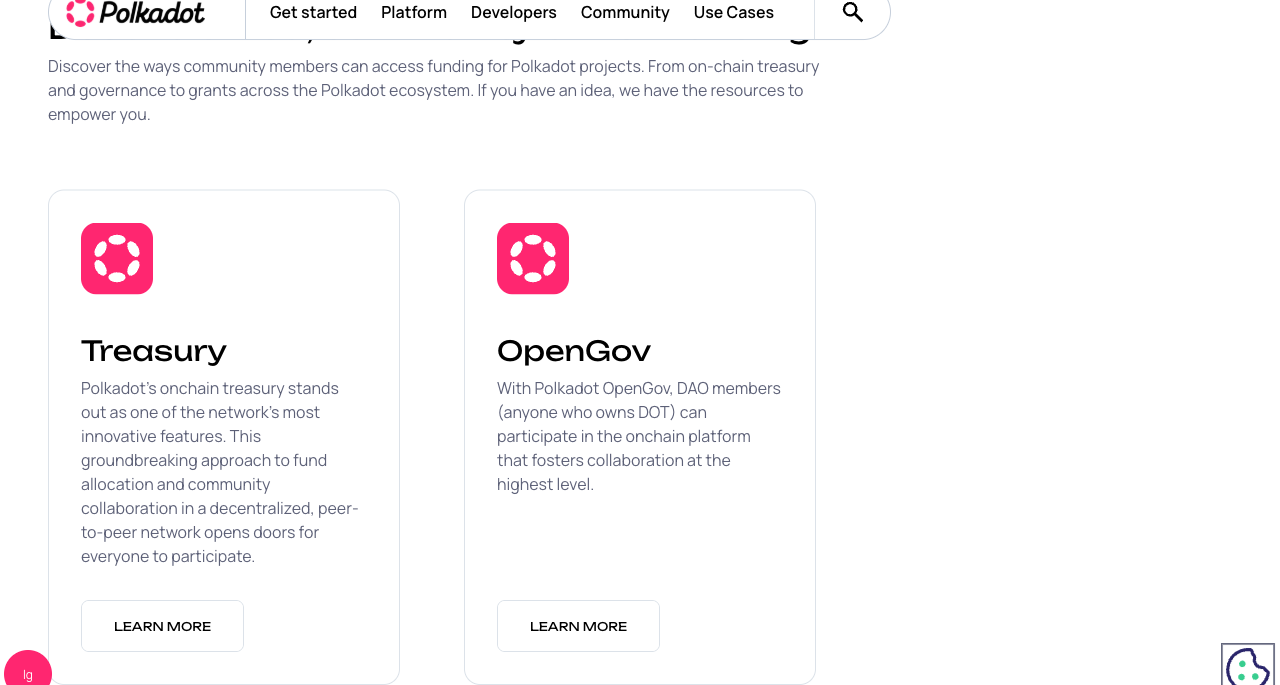 Polkadot
Get started
Platform
Developers
Community
Use Cases
Discover the ways community members can access funding for Polkadot projects. From on-chain treasury
and governance to grants across the Polkadot ecosystem. If you have an idea, we have the resources to
empower you.
Treasury
Polkadot's onchain treasury stands
out as one of the network's most
innovative features. This
groundbreaking approach to fund
allocation and community
collaboration in a decentralized, peer-
to-peer network opens doors for
everyone to participate.
LEARN MORE
OpenGov
With Polkadot OpenGov, DAO members
(anyone who owns DOT) can
participate in the onchain platform
that fosters collaboration at the
highest level.
LEARN MORE
lg